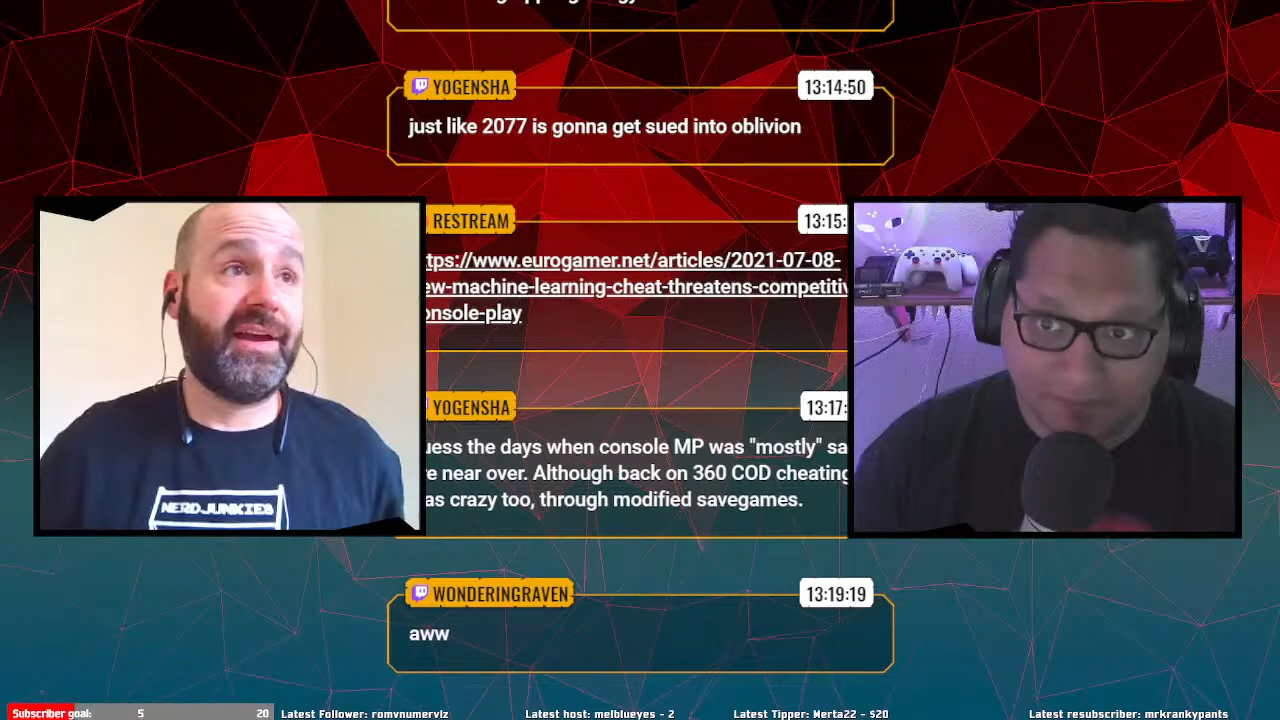 YOGENSHA
13:14:50
just like 2077 is gonna get sued into oblivion
RESTREAM
13:15:
tps://www.eurogamer.net/articles/2021-07-08-
ew-machine-learning-cheat-threatens-competitiv
onsole-play
YOGENSHA
13:17:
uess the days when console MP was "mostly" sa
e near over. Although back on 360 COD cheating
as crazy too, through modified savegames.
NERDJUNKIES
WONDERINGRAVEN
13:19:19
aww
Subscriber goal: 5 20
Latest Follower: romvnumerviz
Latest host: melblueyes - 2
Latest Tipper: Merta22 - $20
Latest resubscriber: mrkrankypants